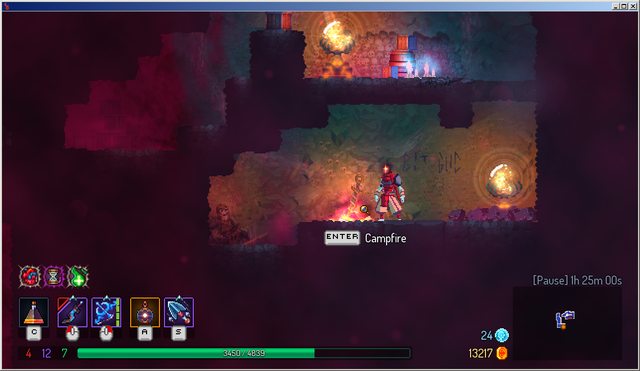 ENTER Campfire
[Pause] 1h 25m 00s
C
A
S
24
4 12 7
3450 / 4839
13217